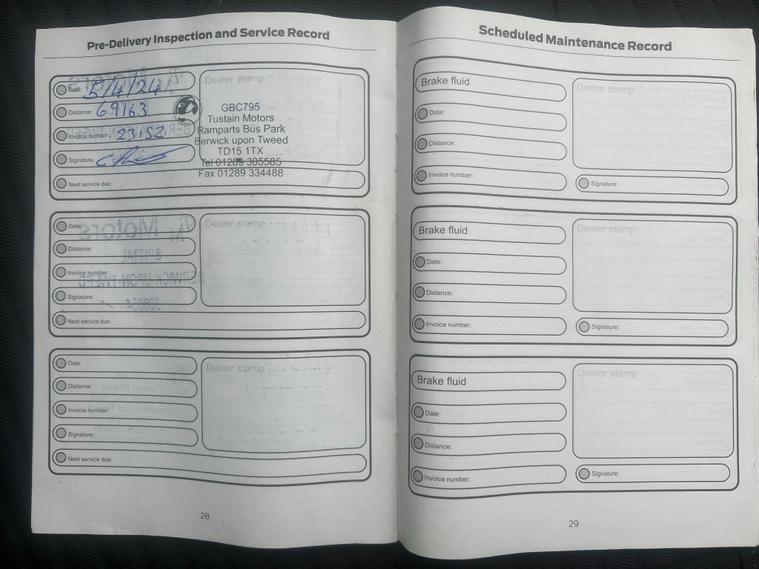 Pre-Delivery Inspection and Service Record
Date: 5/4/24
Dealer stamp
Distance: 69163
Invoice number: 23152
Signature:
Next service due:
GBC795
Tustain Motors
Ramparts Bus Park
Berwick upon Tweed
TD15 1TX
Tel 01289 305585
Fax 01289 334488
Date:
Dealer stamp
Distance:
Invoice number:
Signature:
Next service due:
Date:
Dealer stamp
Distance:
Invoice number:
Signature:
Next service due:
28
Scheduled Maintenance Record
Brake fluid
Dealer stamp
Date:
Distance:
Invoice number:
Signature:
Brake fluid
Dealer stamp
Date:
Distance:
Invoice number:
Signature:
Brake fluid
Dealer stamp
Date:
Distance:
Invoice number:
Signature:
29